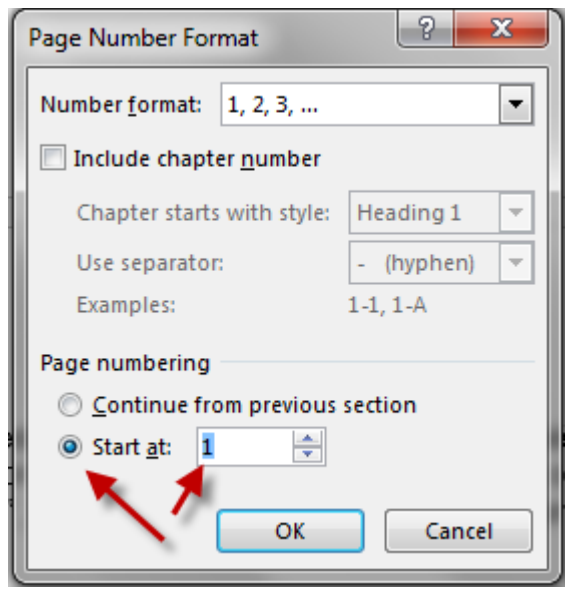 Page Number Format
Number format: 1, 2, 3, ...
Include chapter number
Chapter starts with style: Heading 1
Use separator: - (hyphen)
Examples: 1-1, 1-A
Page numbering
Continue from previous section
Start at: 1
OK Cancel